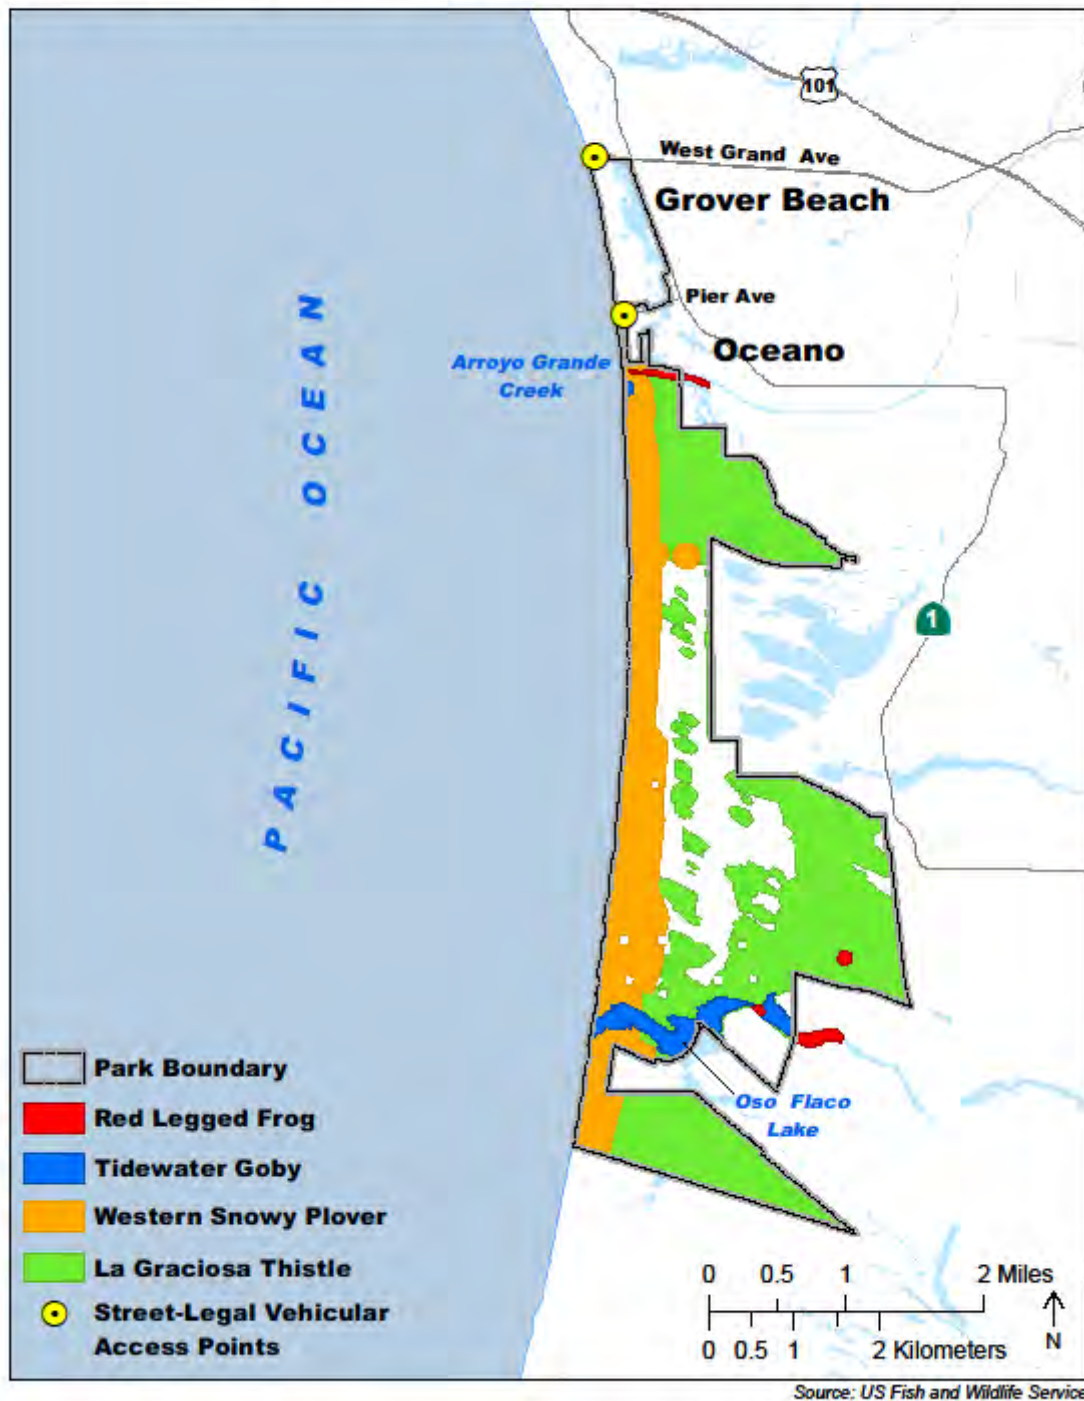 101
West Grand Ave
Grover Beach
Pier Ave
Oceano
Arroyo Grande
Creek
PACIFIC OCEAN
1
Oso Flaco
Lake
Park Boundary
Red Legged Frog
Tidewater Goby
Western Snowy Plover
La Graciosa Thistle
Street-Legal Vehicular
Access Points
0 0.5 1 2 Miles
0 0.5 1 2 Kilometers
N
Source: US Fish and Wildlife Service